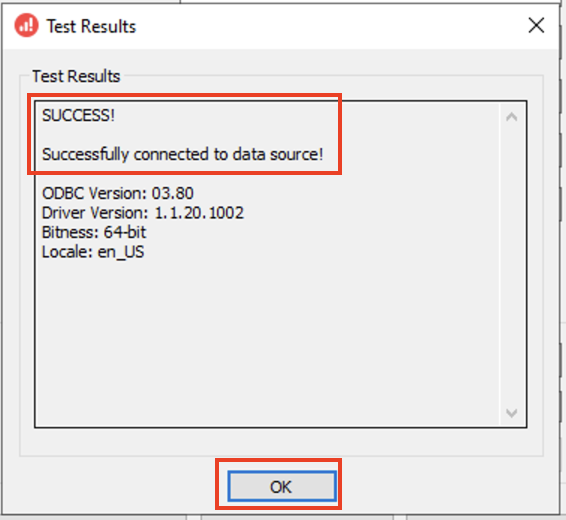 Test Results
Test Results
SUCCESS!
Successfully connected to data source!
ODBC Version: 03.80
Driver Version: 1.1.20.1002
Bitness: 64-bit
Locale: en_US
OK